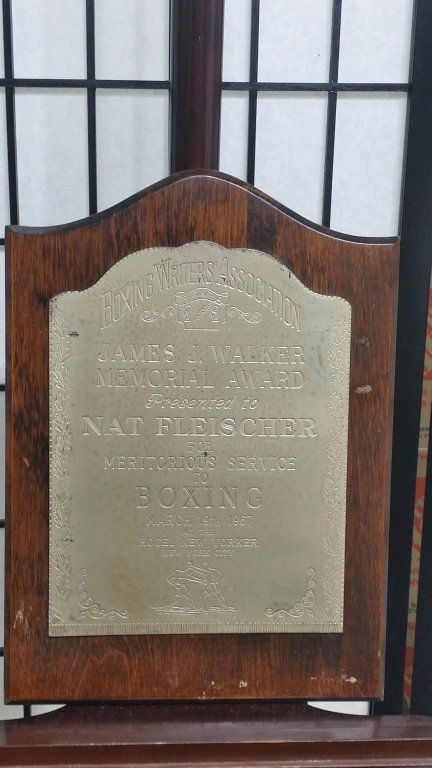 BOXING WRITERS' ASSOCIATION
JAMES J. WALKER
MEMORIAL AWARD
Presented to
NAT FLEISCHER
FOR
MERITORIOUS SERVICE
TO
BOXING
MARCH 19TH
AT THE
HOTEL NEW YORKER
NEW YORK CITY